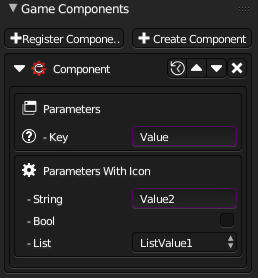 Game Components
Register Compone.. Create Component
Component
Parameters
- Key Value
Parameters With Icon
- String Value2
- Bool
- List ListValue1